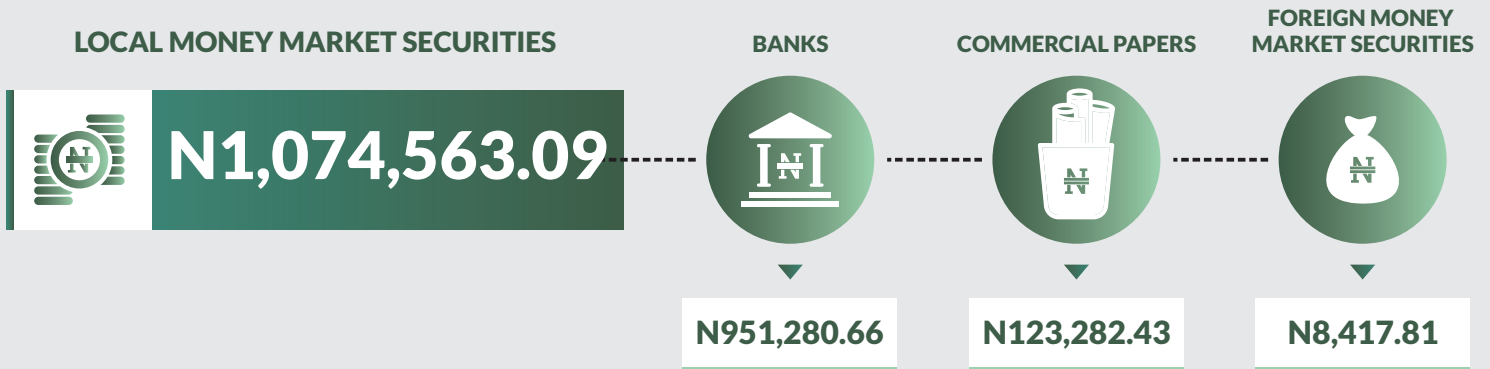 LOCAL MONEY MARKET SECURITIES
N1,074,563.09
BANKS
N951,280.66
COMMERCIAL PAPERS
N123,282.43
FOREIGN MONEY
MARKET SECURITIES
N8,417.81